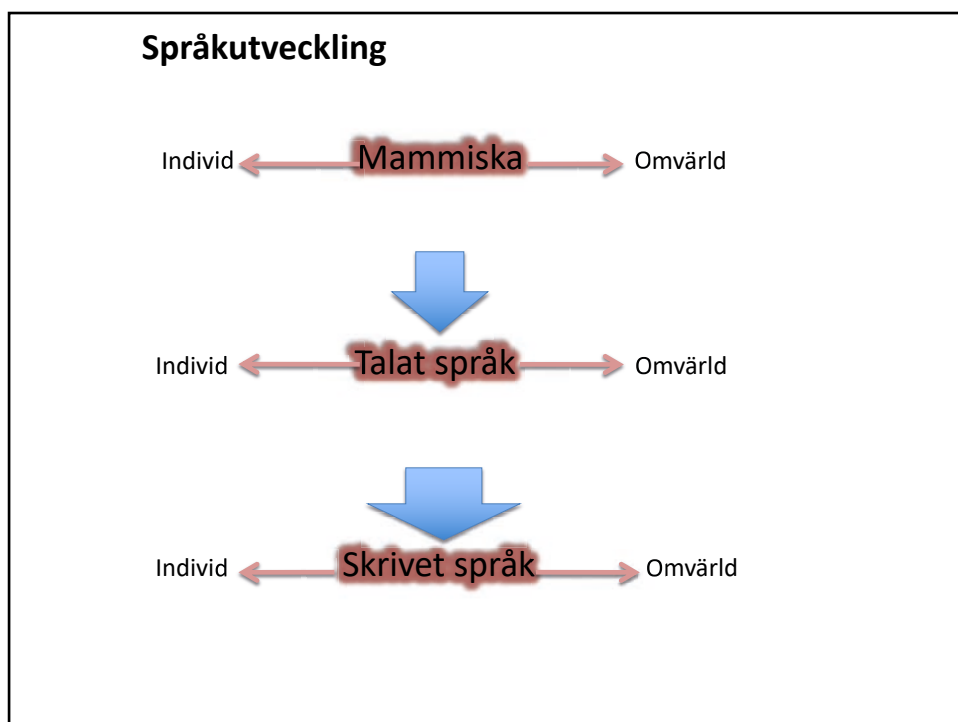 Språkutveckling
Individ Mammiska Omvärld
Individ Talat språk Omvärld
Individ Skrivet språk Omvärld